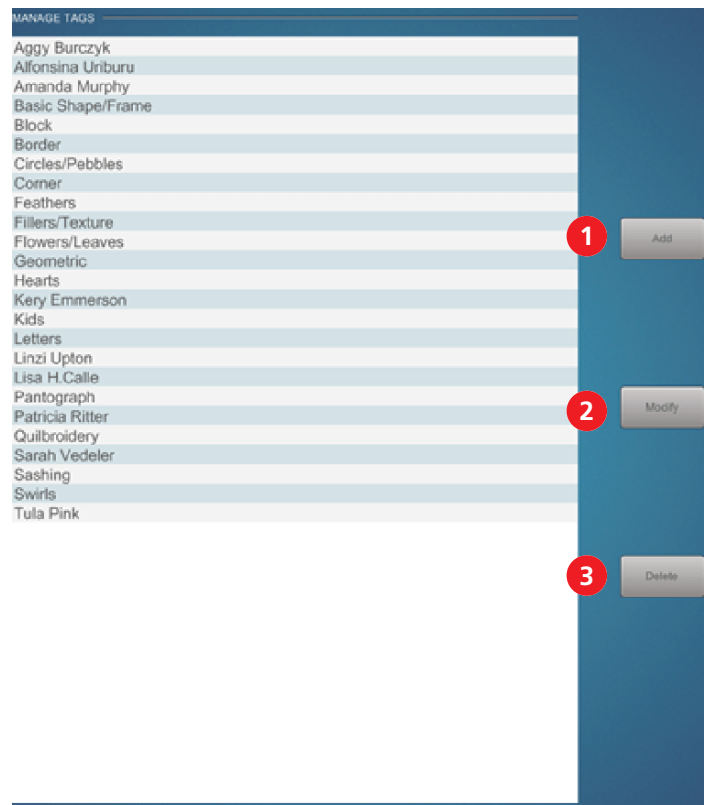 MANAGE TAGS
Aggy Burczyk
Alfonsina Uriburu
Amanda Murphy
Basic Shape/Frame
Block
Border
Circles/Pebbles
Corner
Feathers
Fillers/Texture
Flowers/Leaves
Geometric
Hearts
Kery Emmerson
Kids
Letters
Linzi Upton
Lisa H.Calle
Pantograph
Patricia Ritter
Quilbroidery
Sarah Vedeler
Sashing
Swirls
Tula Pink
1 Add
2 Modify
3 Delete